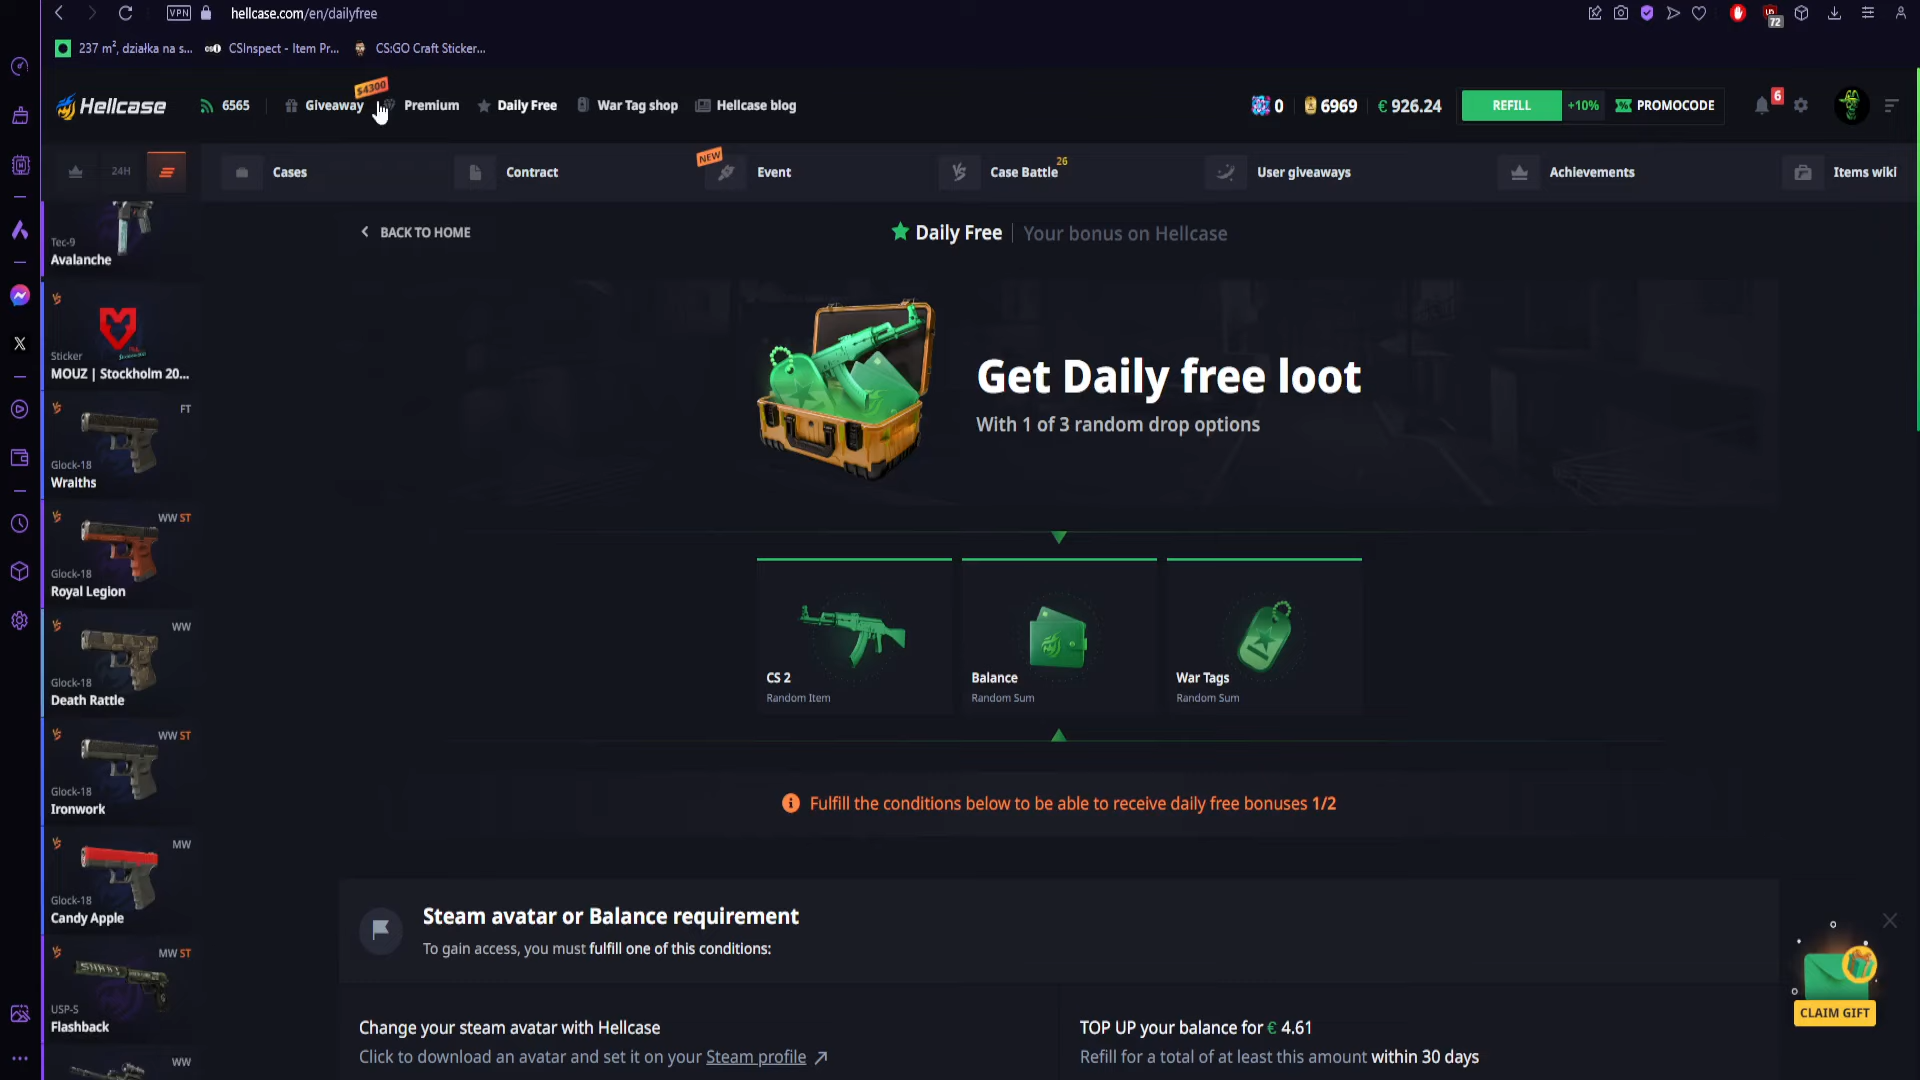 VPN
hellcase.com/en/dailyfree
72
237 m², działka na s...
CSInspect - Item Pr...
CS:GO Craft Sticker...
Hellcase
6565
Giveaway
$4300
Premium
Daily Free
War Tag shop
Hellcase blog
0
6969
€ 926.24
REFILL
+10%
PROMOCODE
6
24H
Cases
Contract
NEW
Event
Case Battle
26
User giveaways
Achievements
Items wiki
BACK TO HOME
Daily Free
Your bonus on Hellcase
Tec-9
Avalanche
Sticker
MOUZ | Stockholm 20...
FT
Glock-18
Wraiths
WW ST
Glock-18
Royal Legion
WW
Glock-18
Death Rattle
WW ST
Glock-18
Ironwork
MW
Glock-18
Candy Apple
MW ST
USP-S
Flashback
WW
Get Daily free loot
With 1 of 3 random drop options
CS 2
Random Item
Balance
Random Sum
War Tags
Random Sum
Fulfill the conditions below to be able to receive daily free bonuses 1/2
Steam avatar or Balance requirement
To gain access, you must fulfill one of this conditions:
Change your steam avatar with Hellcase
Click to download an avatar and set it on your Steam profile
TOP UP your balance for € 4.61
Refill for a total of at least this amount within 30 days
CLAIM GIFT